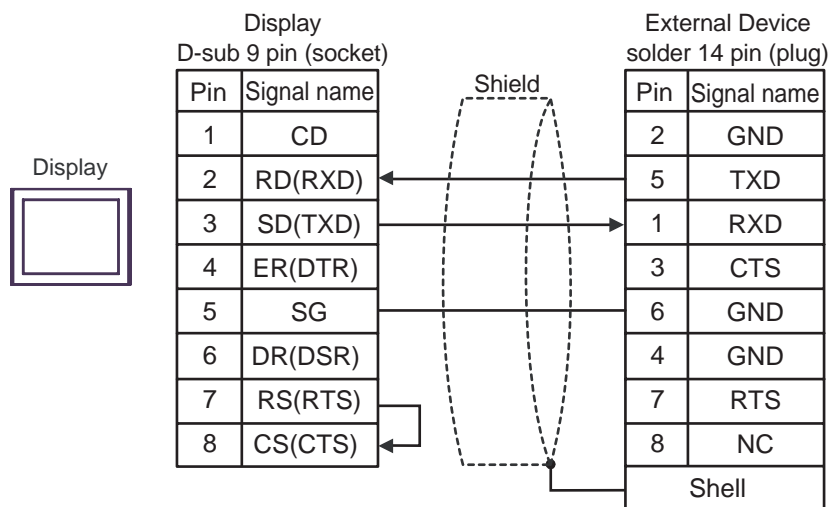 Display
D-sub 9 pin (socket)
External Device
solder 14 pin (plug)
Shield
Display
Pin Signal name
1 CD
2 RD(RXD)
3 SD(TXD)
4 ER(DTR)
5 SG
6 DR(DSR)
7 RS(RTS)
8 CS(CTS)
Pin Signal name
2 GND
5 TXD
1 RXD
3 CTS
6 GND
4 GND
7 RTS
8 NC
Shell